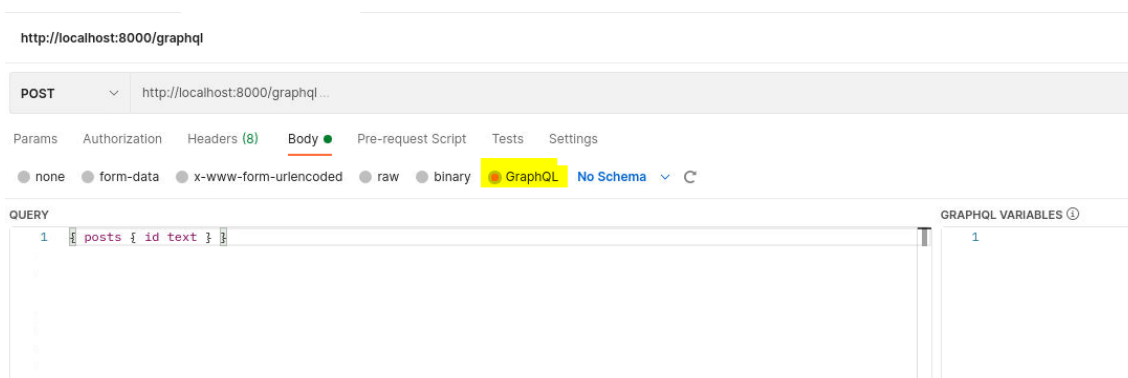 http://localhost:8000/graphql
POST http://localhost:8000/graphql...
Params Authorization Headers (8) Body Pre-request Script Tests Settings
none form-data x-www-form-urlencoded raw binary GraphQL No Schema
QUERY GRAPHQL VARIABLES
1 { posts { id text } } 1